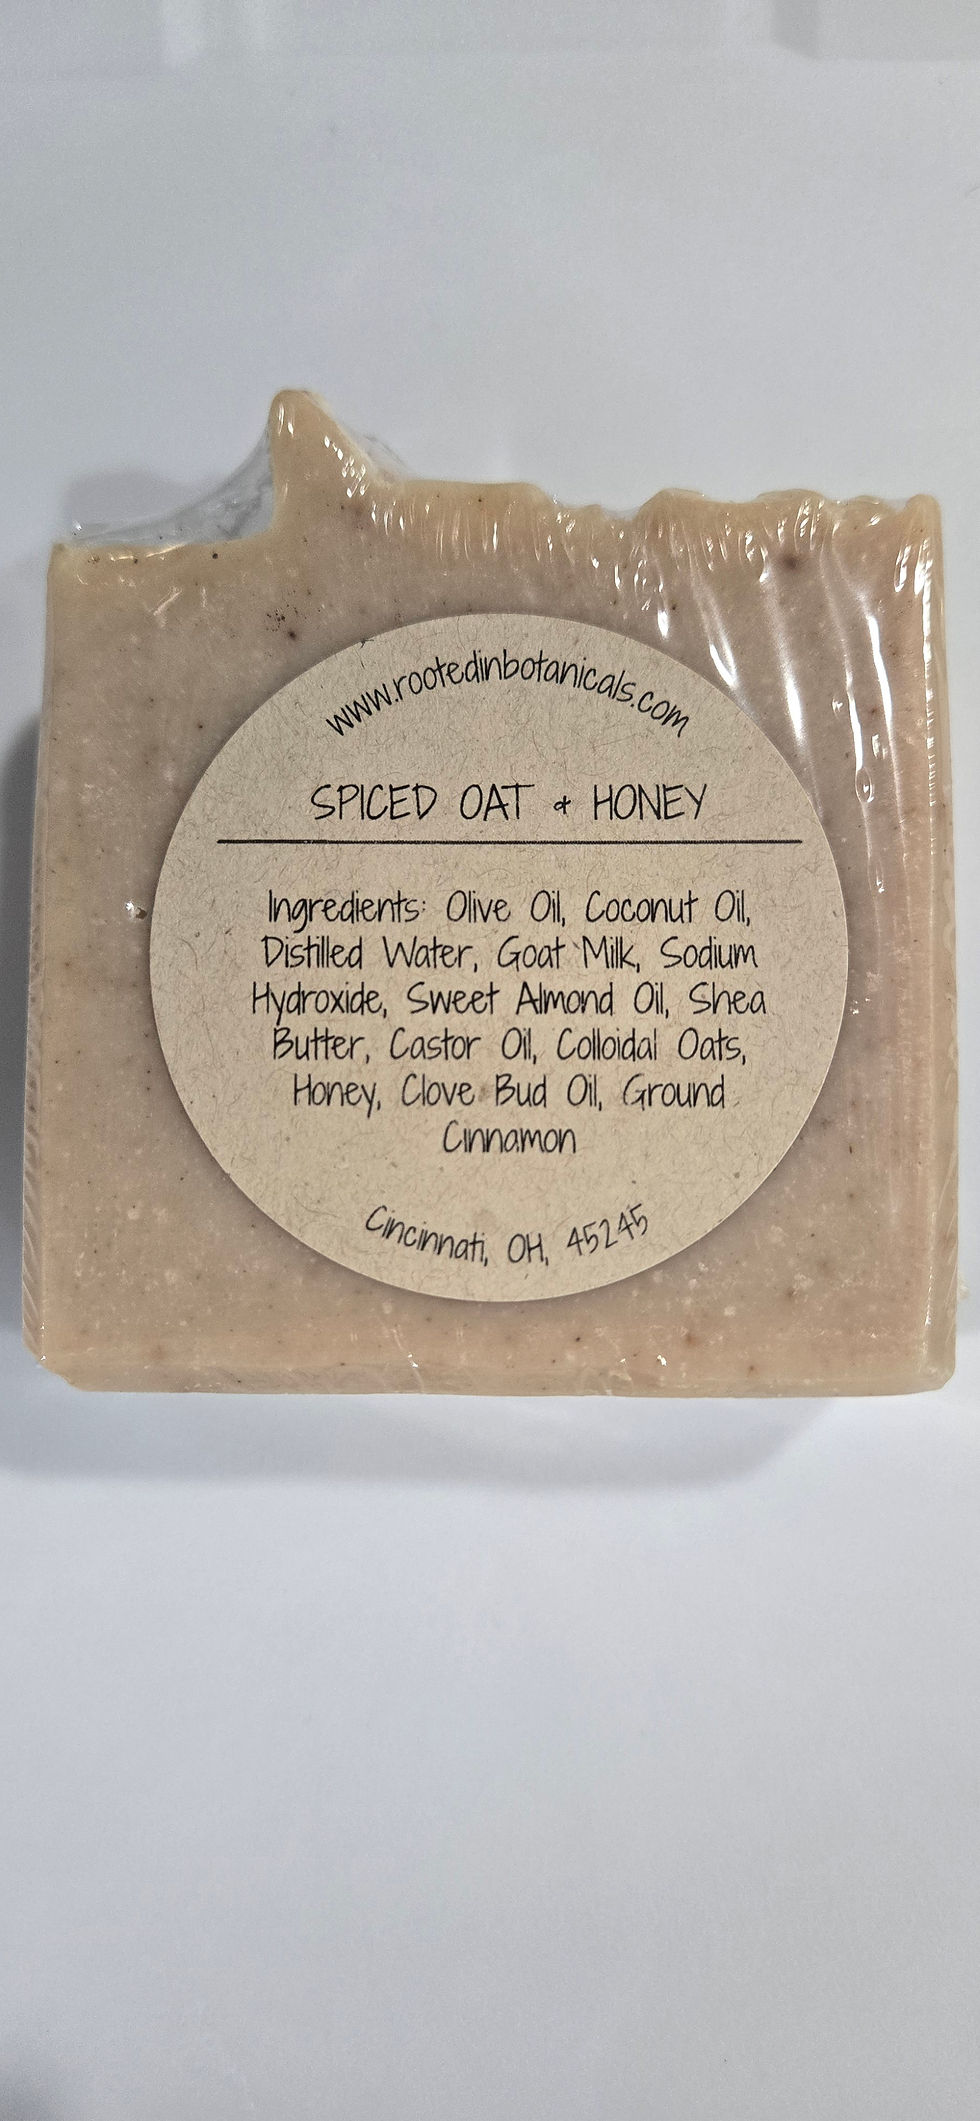 www.rootedinbotanicals.com
SPICED OAT & HONEY
Ingredients: Olive Oil, Coconut Oil,
Distilled Water, Goat Milk, Sodium
Hydroxide, Sweet Almond Oil, Shea
Butter, Castor Oil, Colloidal Oats,
Honey, Clove Bud Oil, Ground
Cinnamon
Cincinnati, OH, 45245